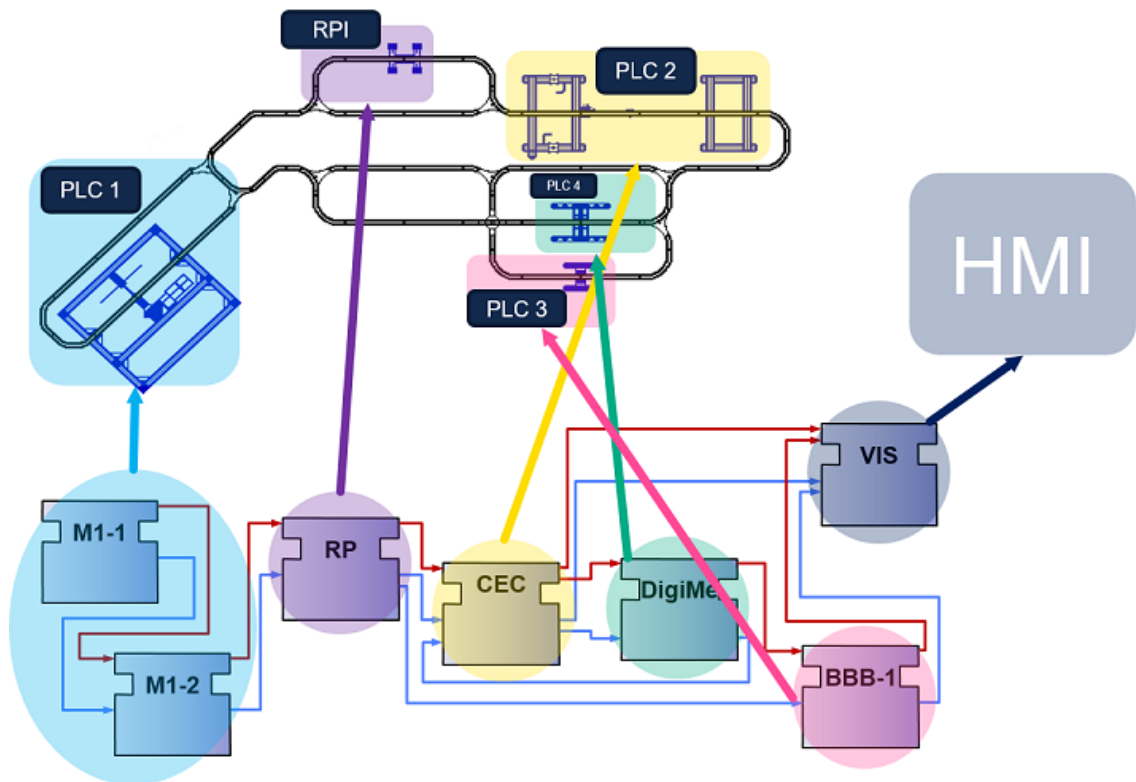 RPI
PLC 2
PLC 1
PLC 4
PLC 3
HMI
VIS
M1-1
RP
CEC
DigiMe
M1-2
BBB-1